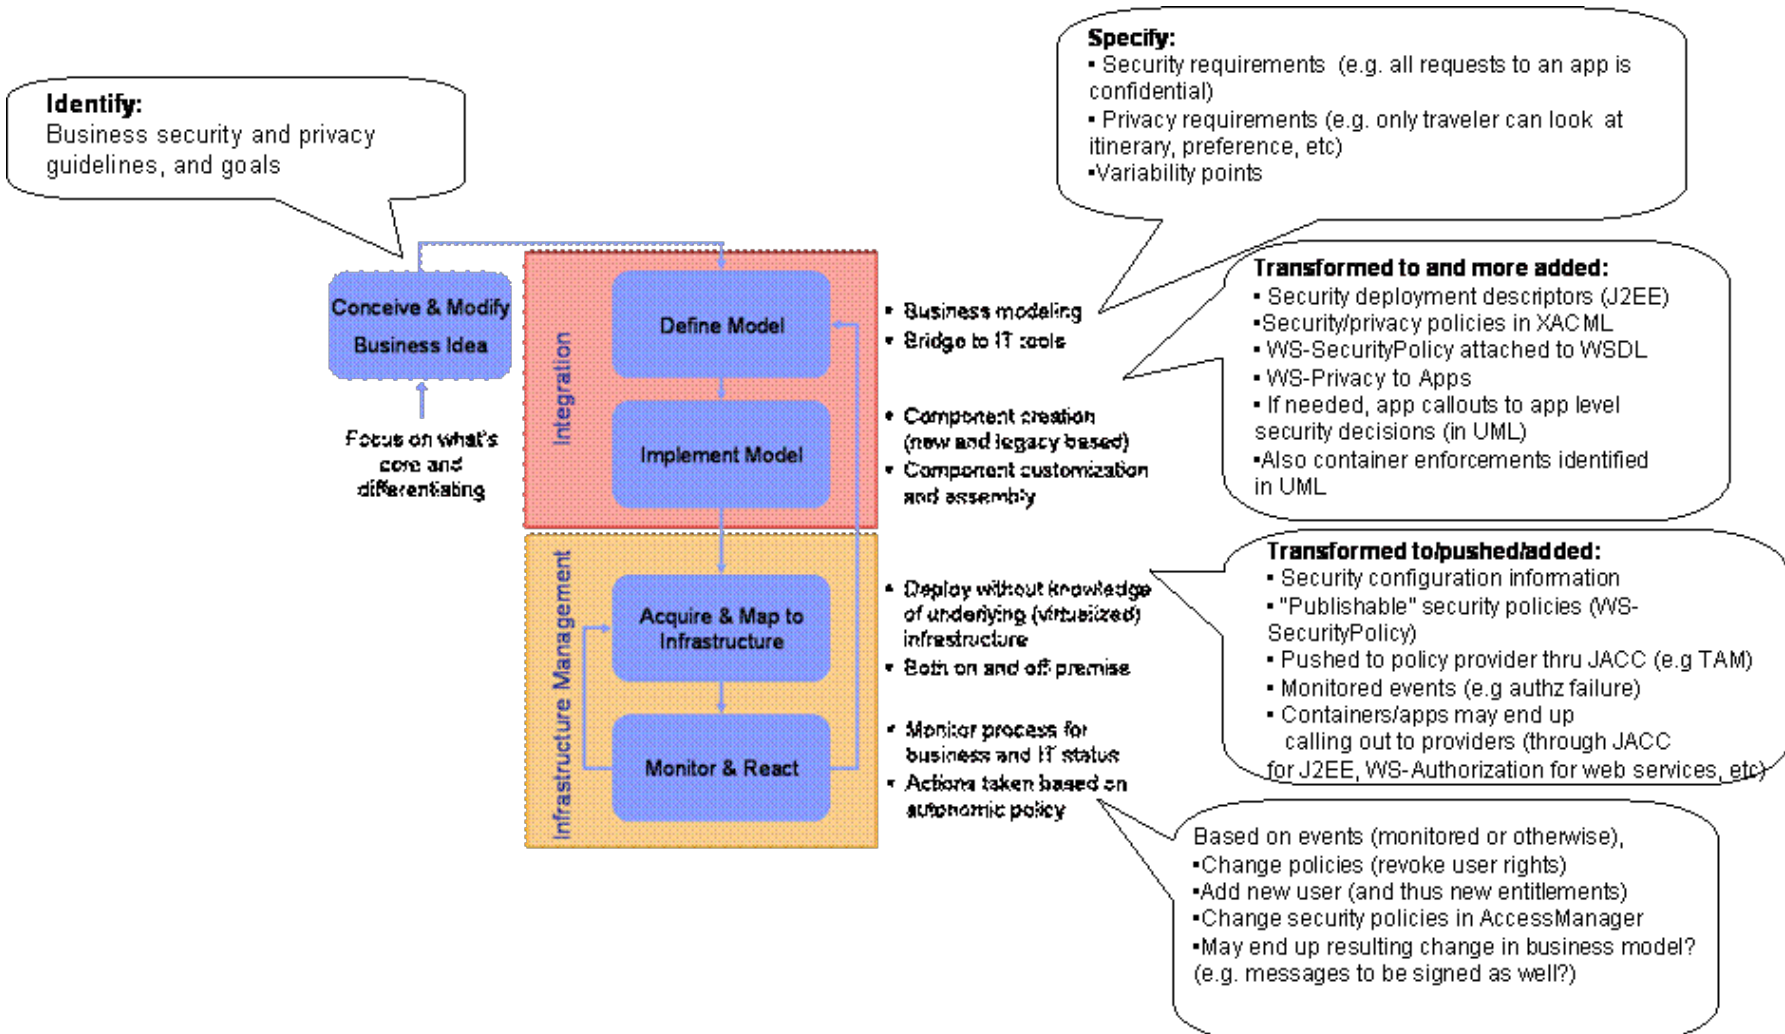 Specify:
▪ Security requirements (e.g. all requests to an app is
confidential)
▪ Privacy requirements (e.g. only traveler can look at
itinerary, preference, etc)
▪Variability points
Identify:
Business security and privacy
guidelines, and goals
Conceive & Modify
Business Idea
Focus on what's
core and
differentiating
Integration
Define Model
Implement Model
• Business modeling
• Bridge to IT tools
• Component creation
(new and legacy based)
• Component customization
and assembly
Transformed to and more added:
▪ Security deployment descriptors (J2EE)
▪Security/privacy policies in XACML
▪ WS-SecurityPolicy attached to WSDL
▪ WS-Privacy to Apps
▪ If needed, app callouts to app level
security decisions (in UML)
▪Also container enforcements identified
in UML
Infrastructure Management
Acquire & Map to
Infrastructure
Monitor & React
• Deploy without knowledge
of underlying (virtualized)
infrastructure
• Both on and off premise
• Monitor process for
business and IT status
• Actions taken based on
autonomic policy
Transformed to/pushed/added:
▪ Security configuration information
▪ "Publishable" security policies (WS-
SecurityPolicy)
▪ Pushed to policy provider thru JACC (e.g TAM)
▪ Monitored events (e.g authz failure)
▪ Containers/apps may end up
calling out to providers (through JACC
for J2EE, WS-Authorization for web services, etc)
Based on events (monitored or otherwise),
▪Change policies (revoke user rights)
▪Add new user (and thus new entitlements)
▪Change security policies in AccessManager
▪May end up resulting change in business model?
(e.g. messages to be signed as well?)